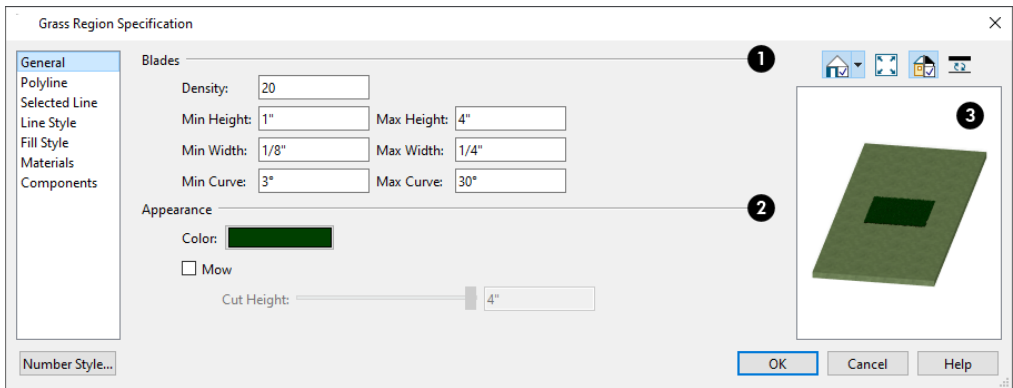 Grass Region Specification
General
Polyline
Selected Line
Line Style
Fill Style
Materials
Components
Blades
1
Density: 20
Min Height: 1" Max Height: 4"
Min Width: 1/8" Max Width: 1/4"
Min Curve: 3° Max Curve: 30°
Appearance
2
Color:
Mow
Cut Height: 4"
3
Number Style...
OK Cancel Help